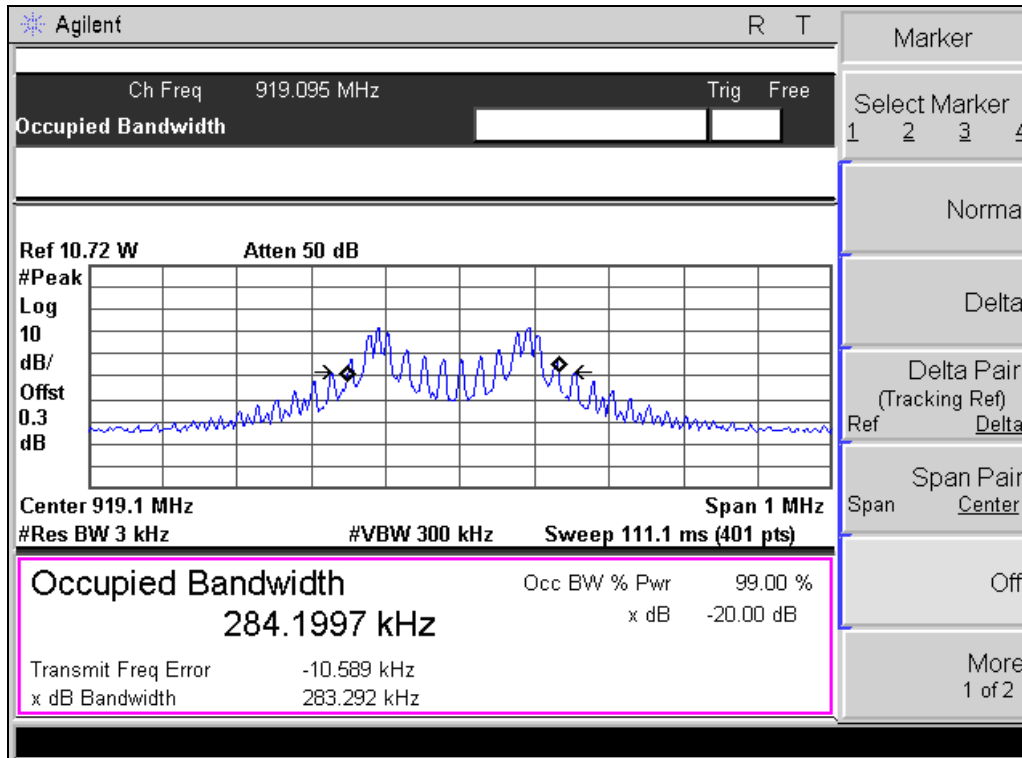 Agilent R T
Ch Freq 919.095 MHz Trig Free
Occupied Bandwidth
Ref 10.72 W Atten 50 dB
#Peak
Log
10
dB/
Offst
0.3
dB
Center 919.1 MHz Span 1 MHz
#Res BW 3 kHz #VBW 300 kHz Sweep 111.1 ms (401 pts)
Occupied Bandwidth
284.1997 kHz
Occ BW % Pwr 99.00 %
x dB -20.00 dB
Transmit Freq Error -10.589 kHz
x dB Bandwidth 283.292 kHz
Marker
Select Marker
1 2 3 4
Norma
Delta
Delta Pair
(Tracking Ref)
Ref Delta
Span Pair
Span Center
Off
More
1 of 2